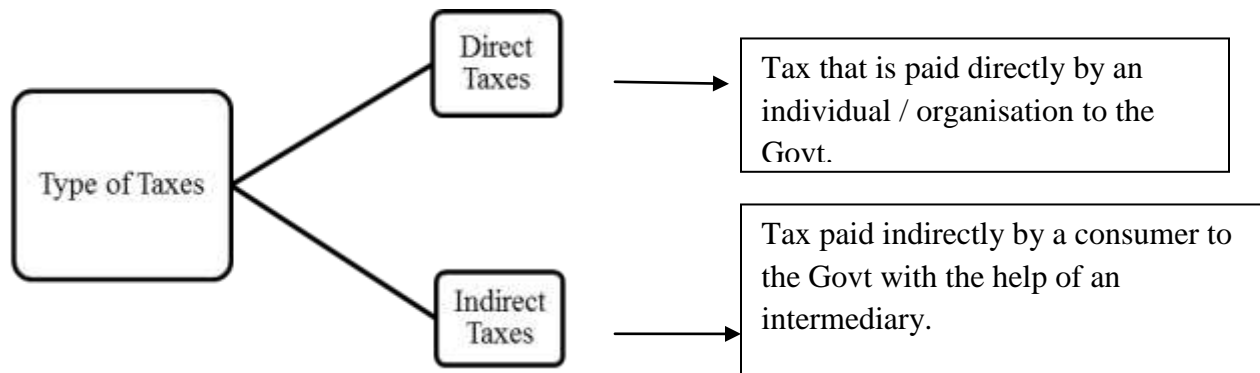 Type of Taxes
Direct
Taxes
Tax that is paid directly by an
individual / organisation to the
Govt.
Indirect
Taxes
Tax paid indirectly by a consumer to
the Govt with the help of an
intermediary.